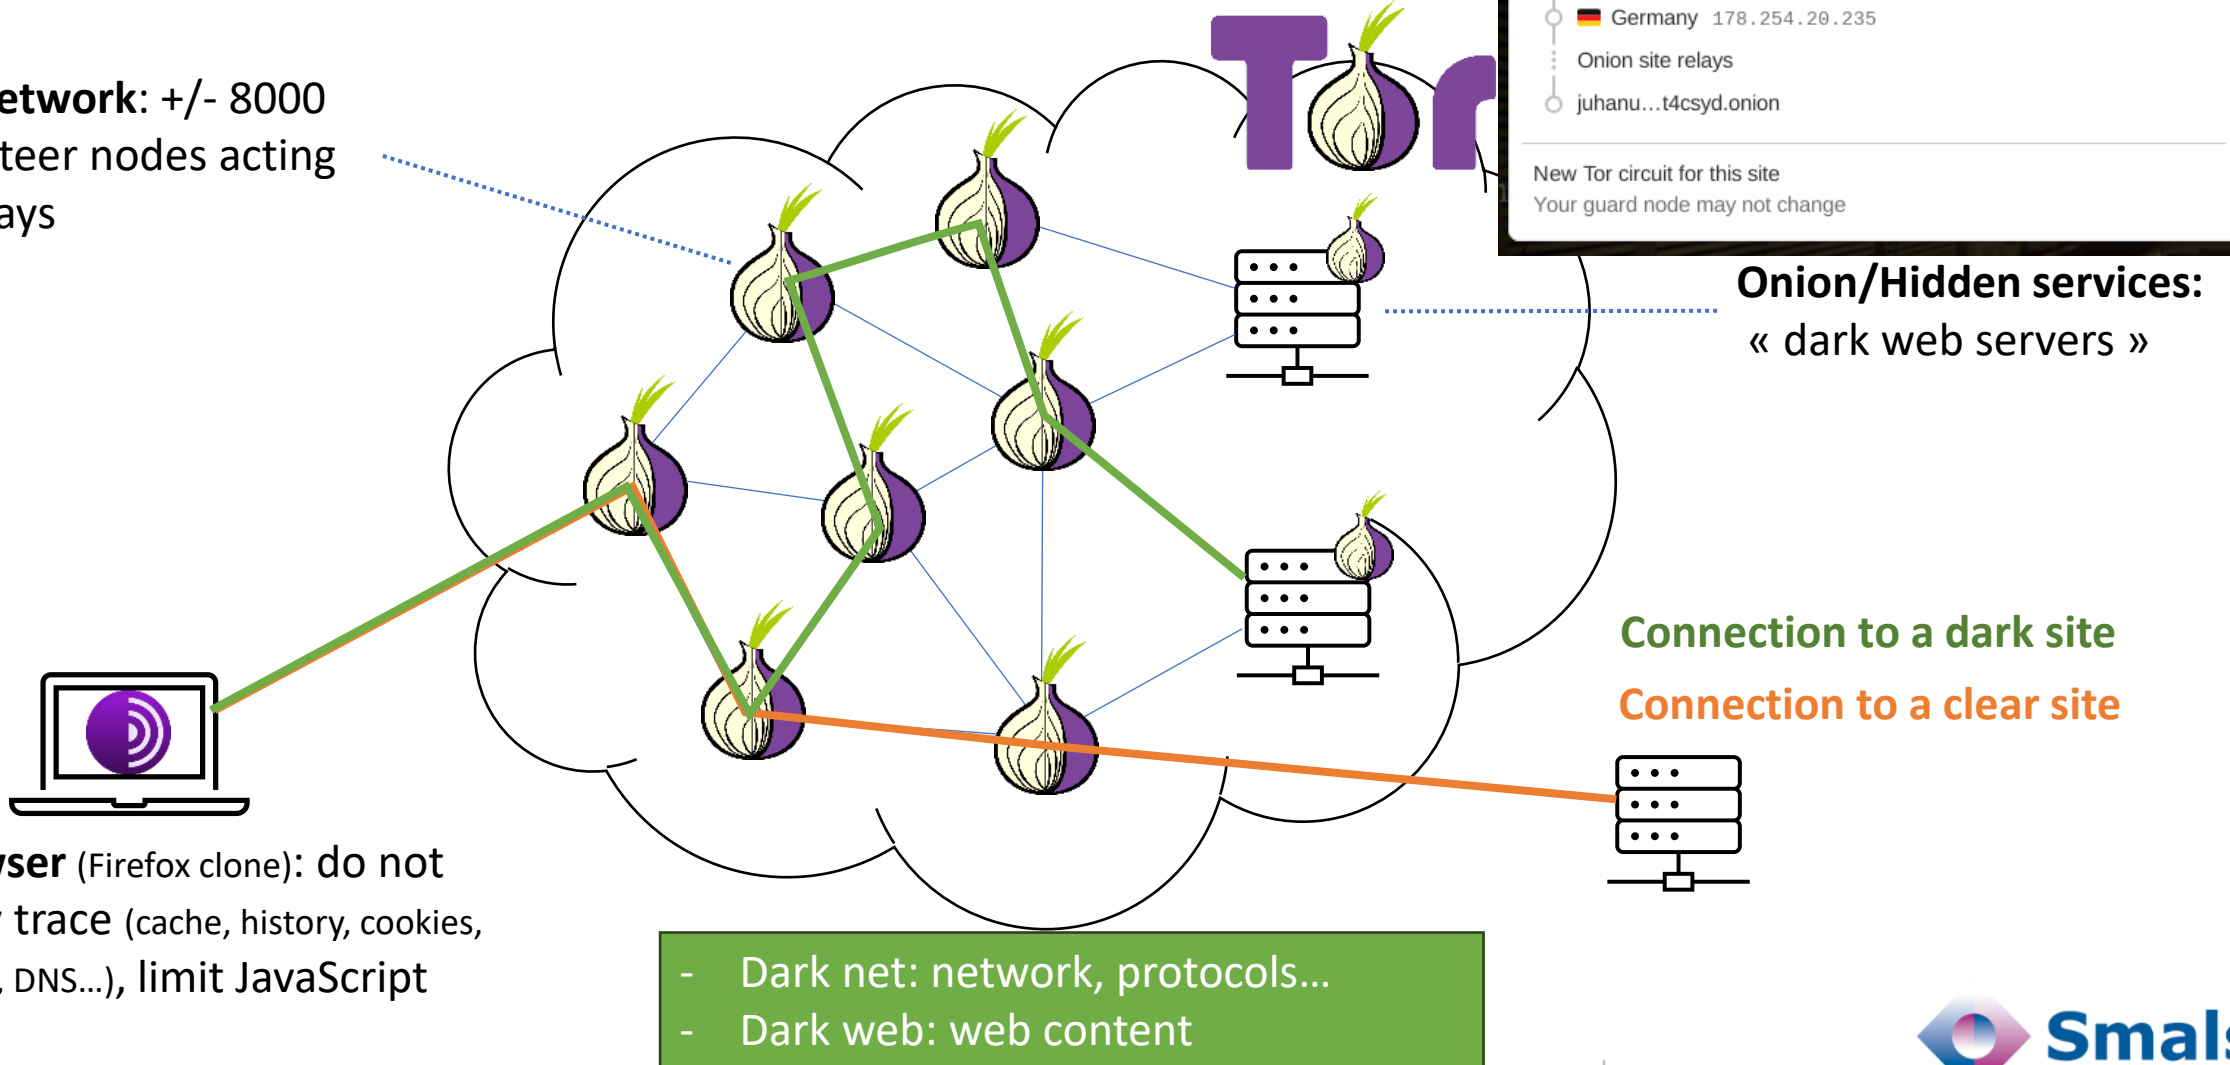 etwork: +/- 8000
teer nodes acting
ays
Tor
Germany 178.254.20.235
Onion site relays
juhanu...t4csyd.onion
New Tor circuit for this site
Your guard node may not change
Onion/Hidden services:
« dark web servers »
Connection to a dark site
Connection to a clear site
ser (Firefox clone): do not
trace (cache, history, cookies,
, DNS...), limit JavaScript
- Dark net: network, protocols...
- Dark web: web content
Smals